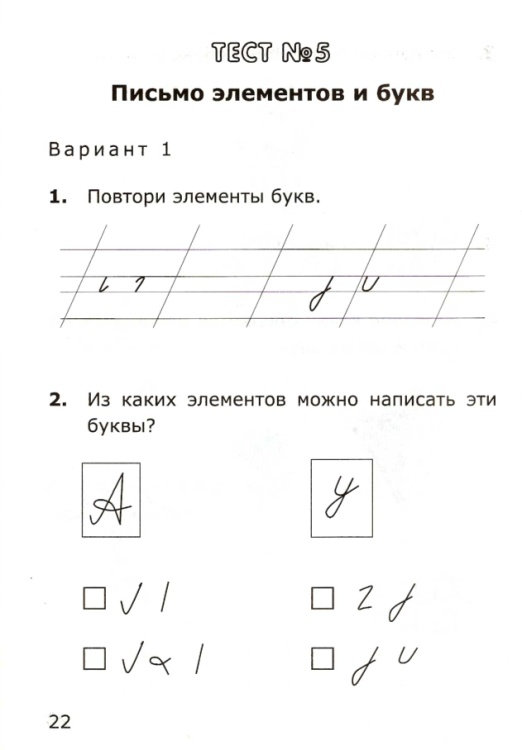 ТЕСТ №5
Письмо элементов и букв
Вариант 1
1. Повтори элементы букв.
2. Из каких элементов можно написать эти
буквы?
А У
22